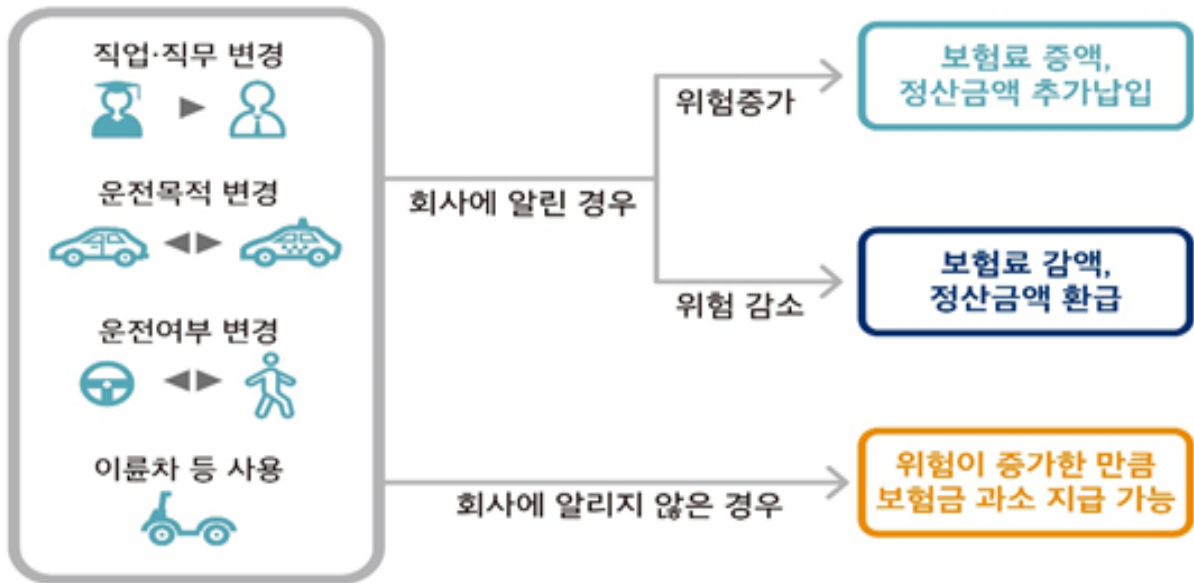 직업·직무 변경
운전목적 변경
운전여부 변경
이륜차 등 사용
회사에 알린 경우
위험증가
보험료 증액,
정산금액 추가납입
위험 감소
보험료 감액,
정산금액 환급
회사에 알리지 않은 경우
위험이 증가한 만큼
보험금 과소 지급 가능